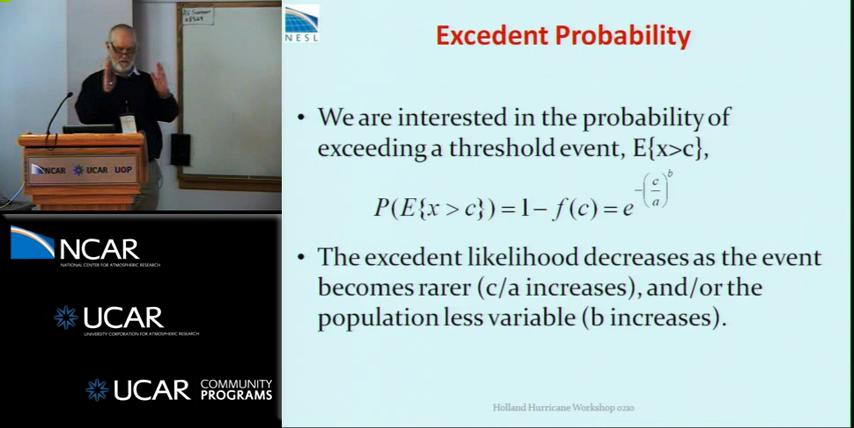 NESL
Excedent Probability
• We are interested in the probability of
exceeding a threshold event, E{x>c},
P(E{x > c}) = 1 − f(c) = e^{-(c/a)^b}
• The excedent likelihood decreases as the event
becomes rarer (c/a increases), and/or the
population less variable (b increases).
Holland Hurricane Workshop 0210
NCAR UCAR UOP
NCAR
NATIONAL CENTER FOR ATMOSPHERIC RESEARCH
UCAR
UNIVERSITY CORPORATION FOR ATMOSPHERIC RESEARCH
UCAR COMMUNITY
PROGRAMS